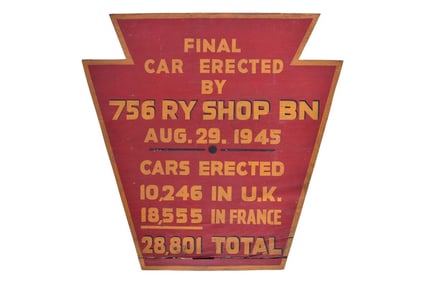 FINAL
CAR ERECTED
BY
756 RY SHOP BN
AUG. 29. 1945
CARS ERECTED
10,246 IN U.K.
18,555 IN FRANCE
28,801 TOTAL